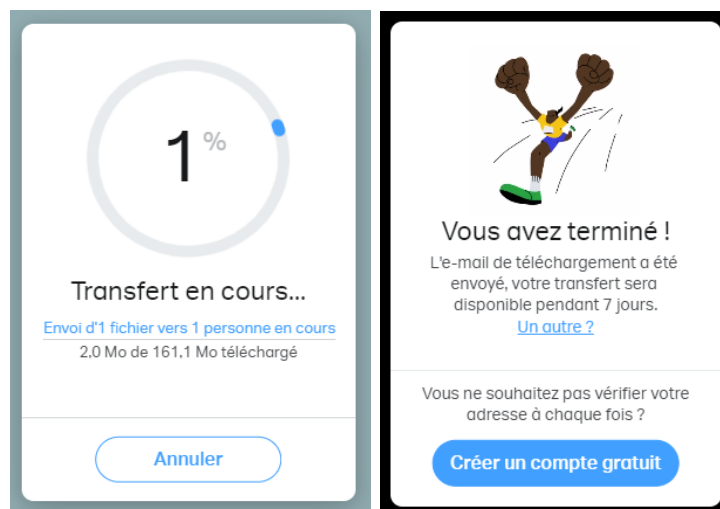 1 %
Transfert en cours...
Envoi d'1 fichier vers 1 personne en cours
2,0 Mo de 161,1 Mo téléchargé
Annuler
Vous avez terminé !
L'e-mail de téléchargement a été
envoyé, votre transfert sera
disponible pendant 7 jours.
Un autre ?
Vous ne souhaitez pas vérifier votre
adresse à chaque fois ?
Créer un compte gratuit